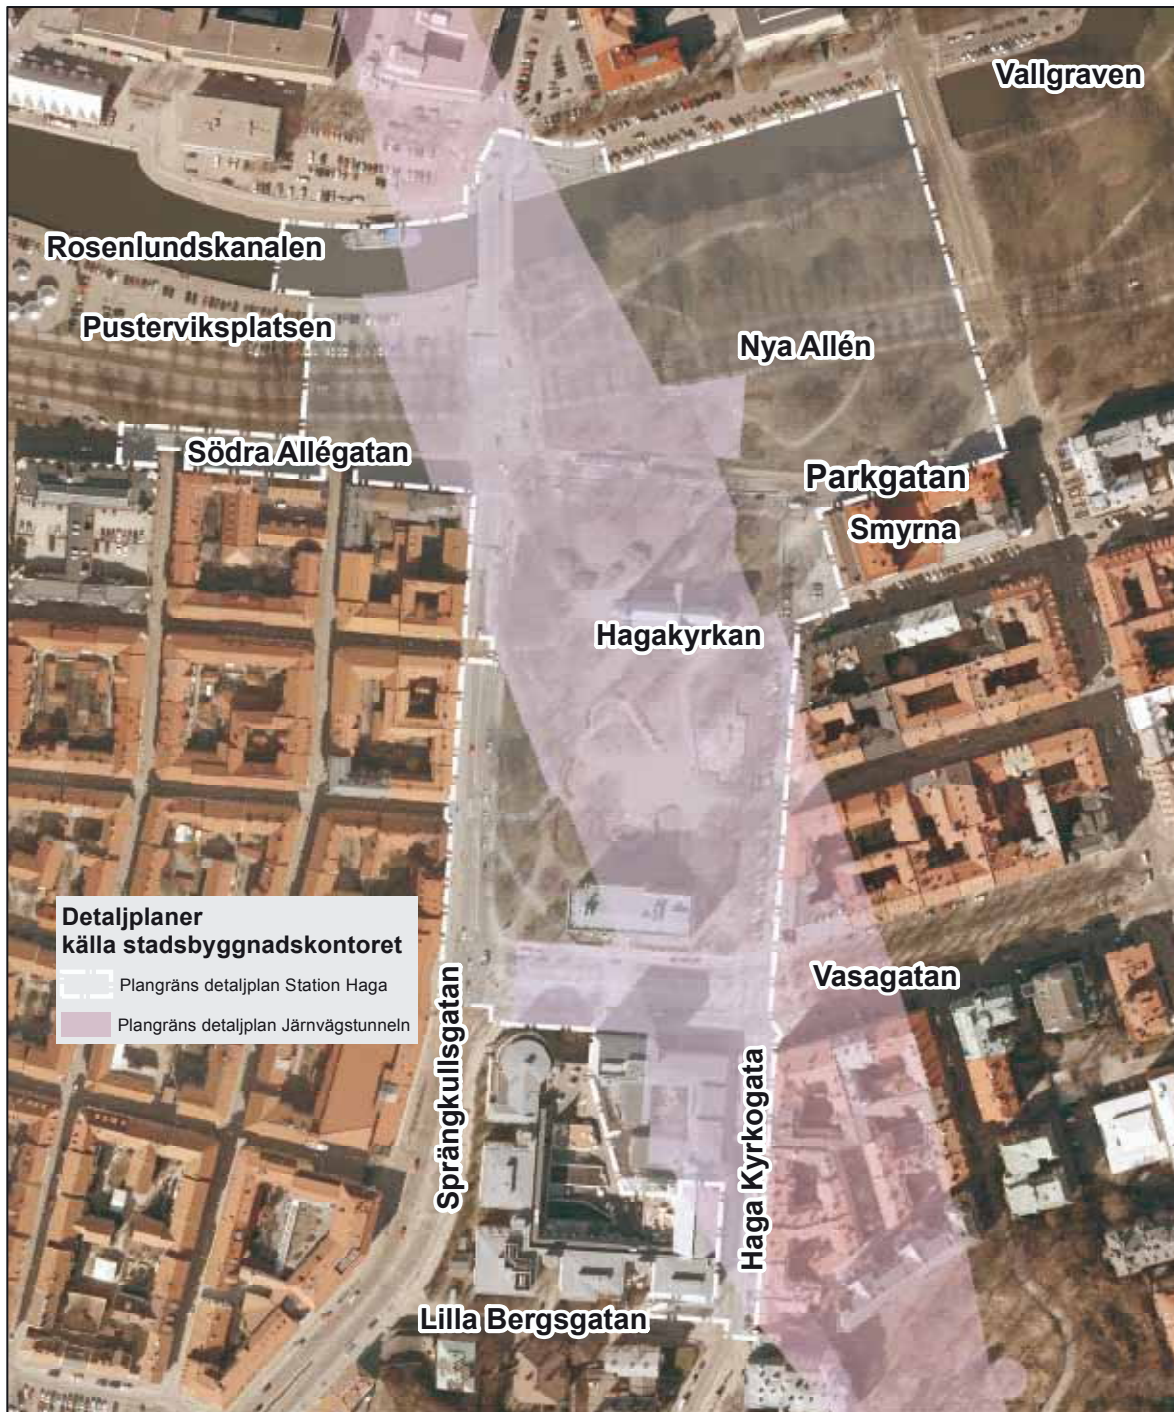 Vallgraven
Rosenlundskanalen
Pusterviksplatsen
Nya Allén
Södra Allégatan
Parkgatan
Smyrna
Hagakyrkan
Detaljplaner
källa stadsbyggnadskontoret
Plangräns detaljplan Station Haga
Plangräns detaljplan Järnvägstunneln
Vasagatan
Sprängkullsgatan
Haga Kyrkogata
Lilla Bergsgatan